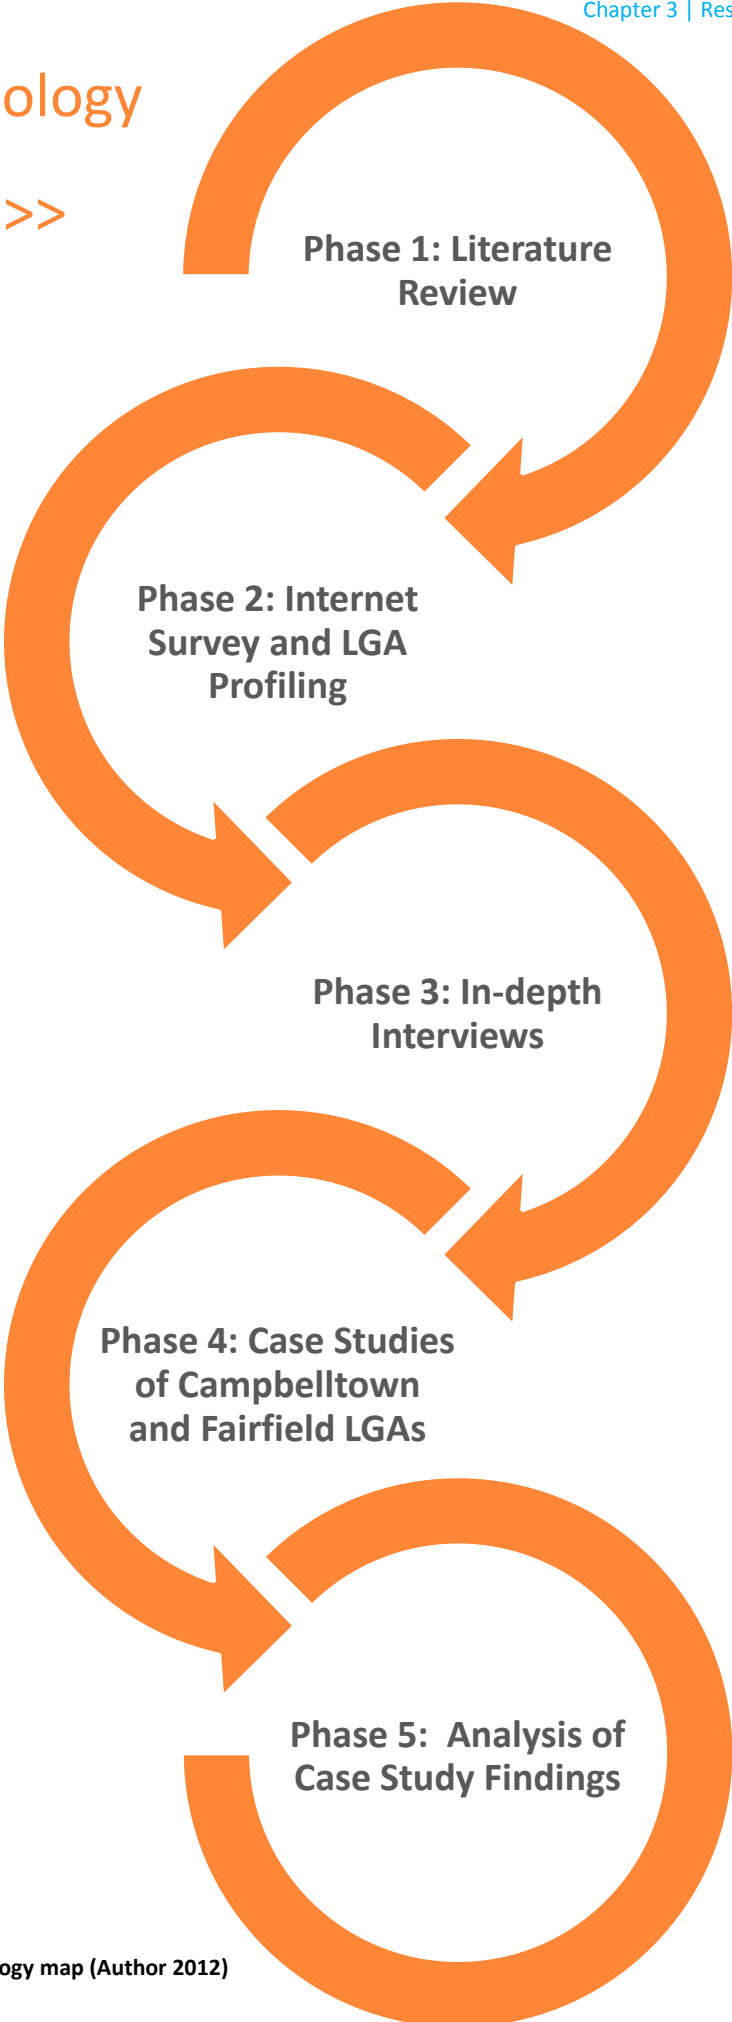 Chapter 3 | Res
ology
>>
Phase 1: Literature
Review
Phase 2: Internet
Survey and LGA
Profiling
Phase 3: In-depth
Interviews
Phase 4: Case Studies
of Campbelltown
and Fairfield LGAs
Phase 5:  Analysis of
Case Study Findings
ogy map (Author 2012)